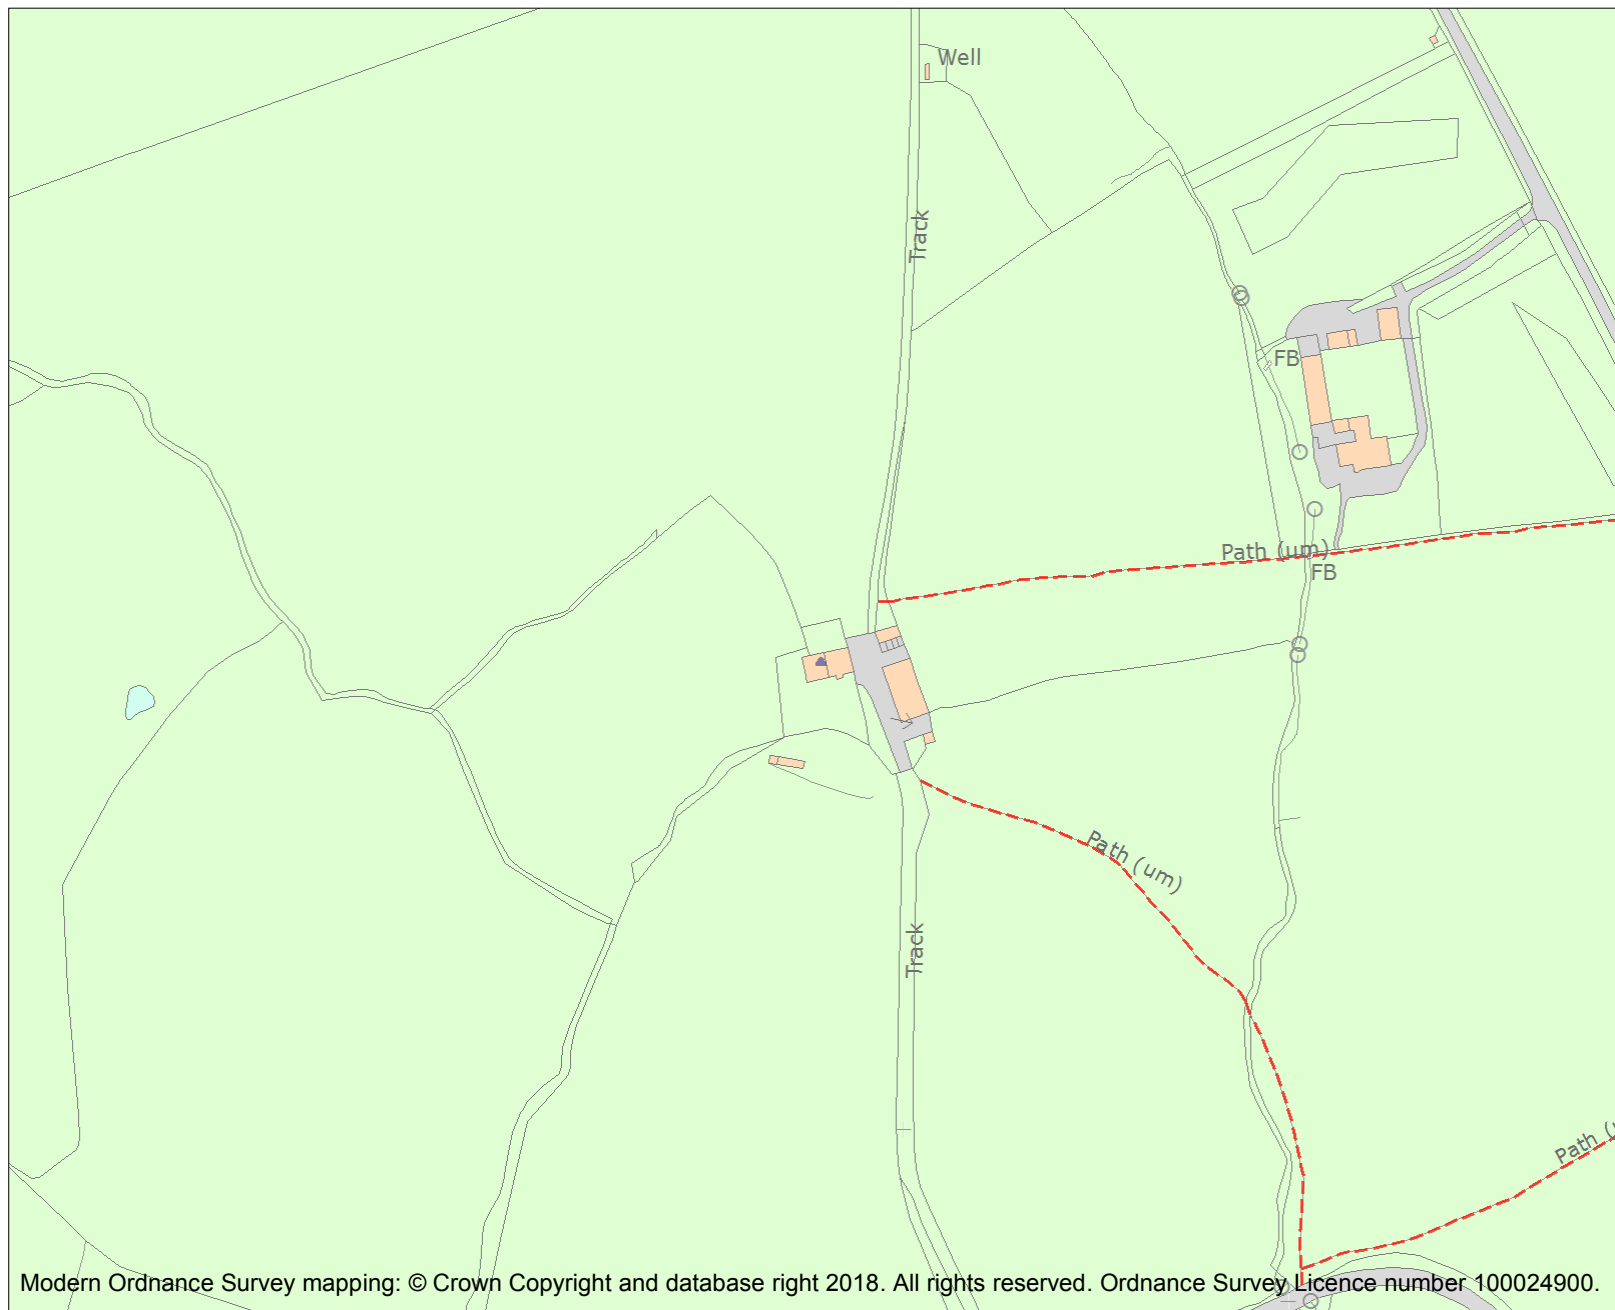 Well
Track
FB
Path (um)
FB
Path (um)
Track
Path (u
Modern Ordnance Survey mapping: © Crown Copyright and database right 2018. All rights reserved. Ordnance Survey Licence number 100024900.